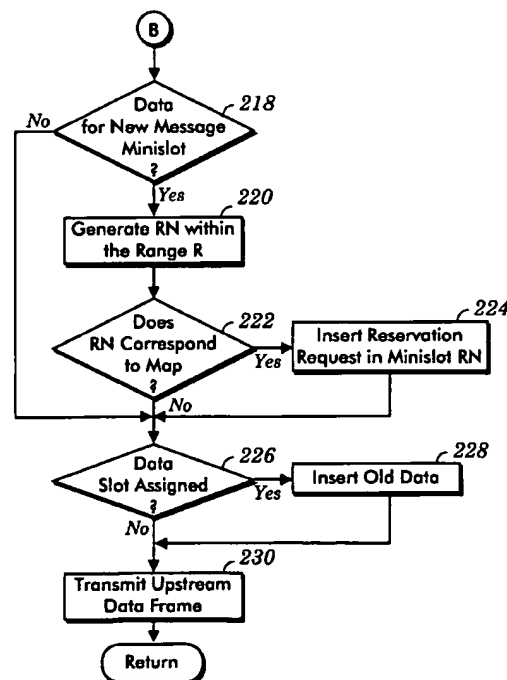 B
218
Data
for New Message
Minislot
?
No
Yes
220
Generate RN within
the Range R
222
Does
RN Correspond
to Map
?
Yes
No
224
Insert Reservation
Request in Minislot RN
226
Data
Slot Assigned
?
Yes
No
228
Insert Old Data
230
Transmit Upstream
Data Frame
Return